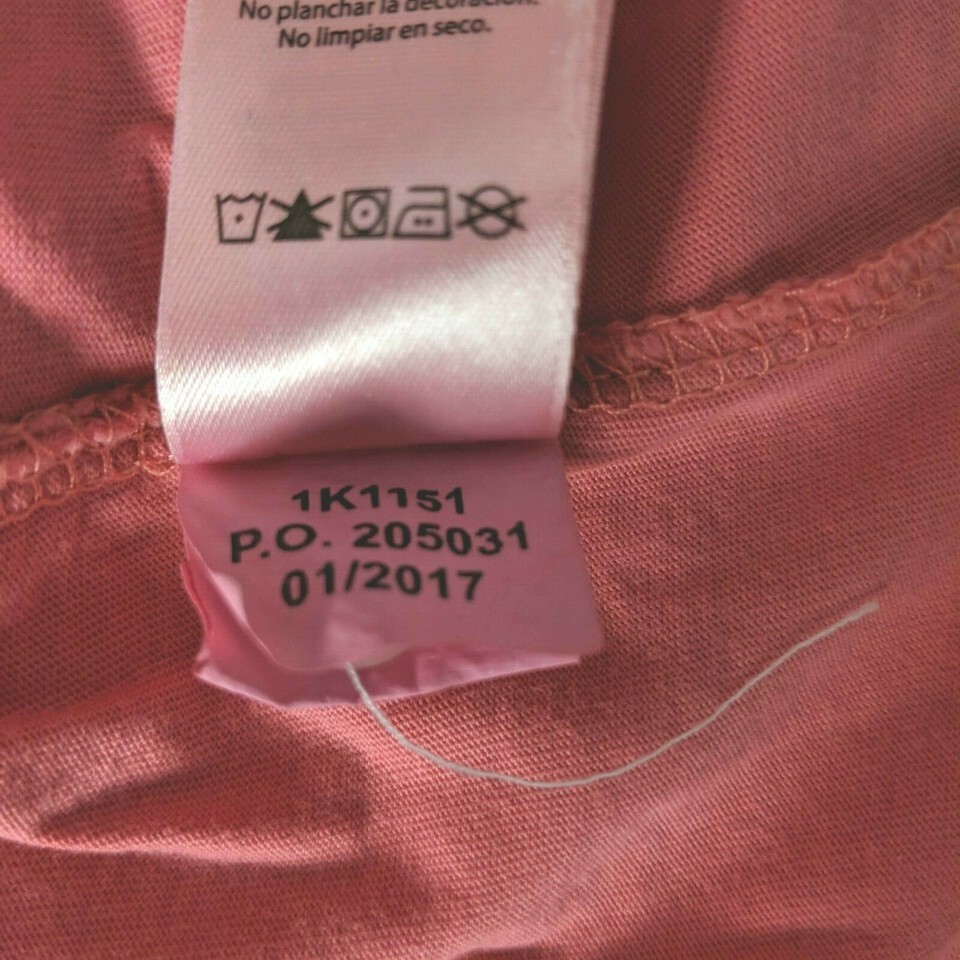 No planchar la decoración.
No limpiar en seco.
1K1151
P.O. 205031
01/2017